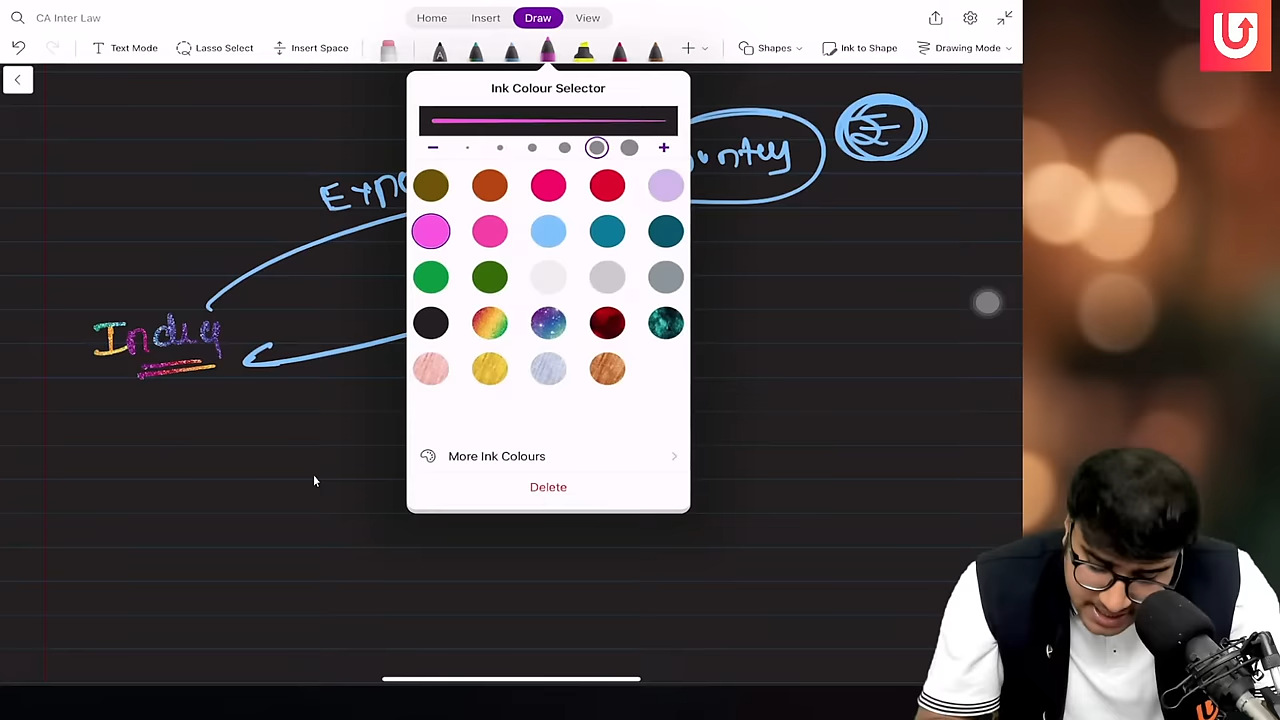 CA Inter Law
Home Insert Draw View
Text Mode Lasso Select Insert Space Shapes Ink to Shape Drawing Mode
Ink Colour Selector
India
More Ink Colours
Delete